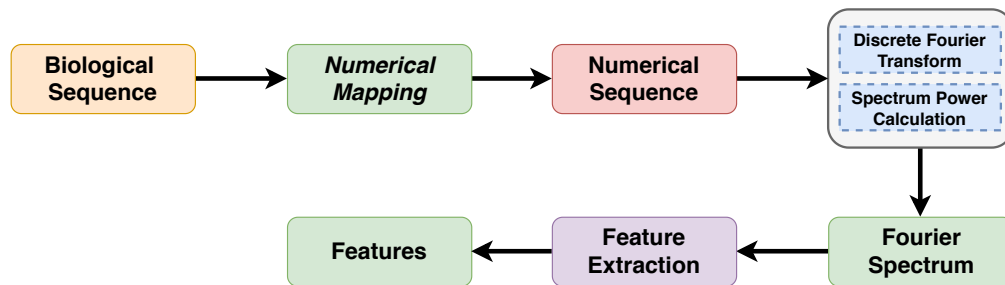 Biological
Sequence
Numerical
Mapping
Numerical
Sequence
Discrete Fourier
Transform
Spectrum Power
Calculation
Features
Feature
Extraction
Fourier
Spectrum